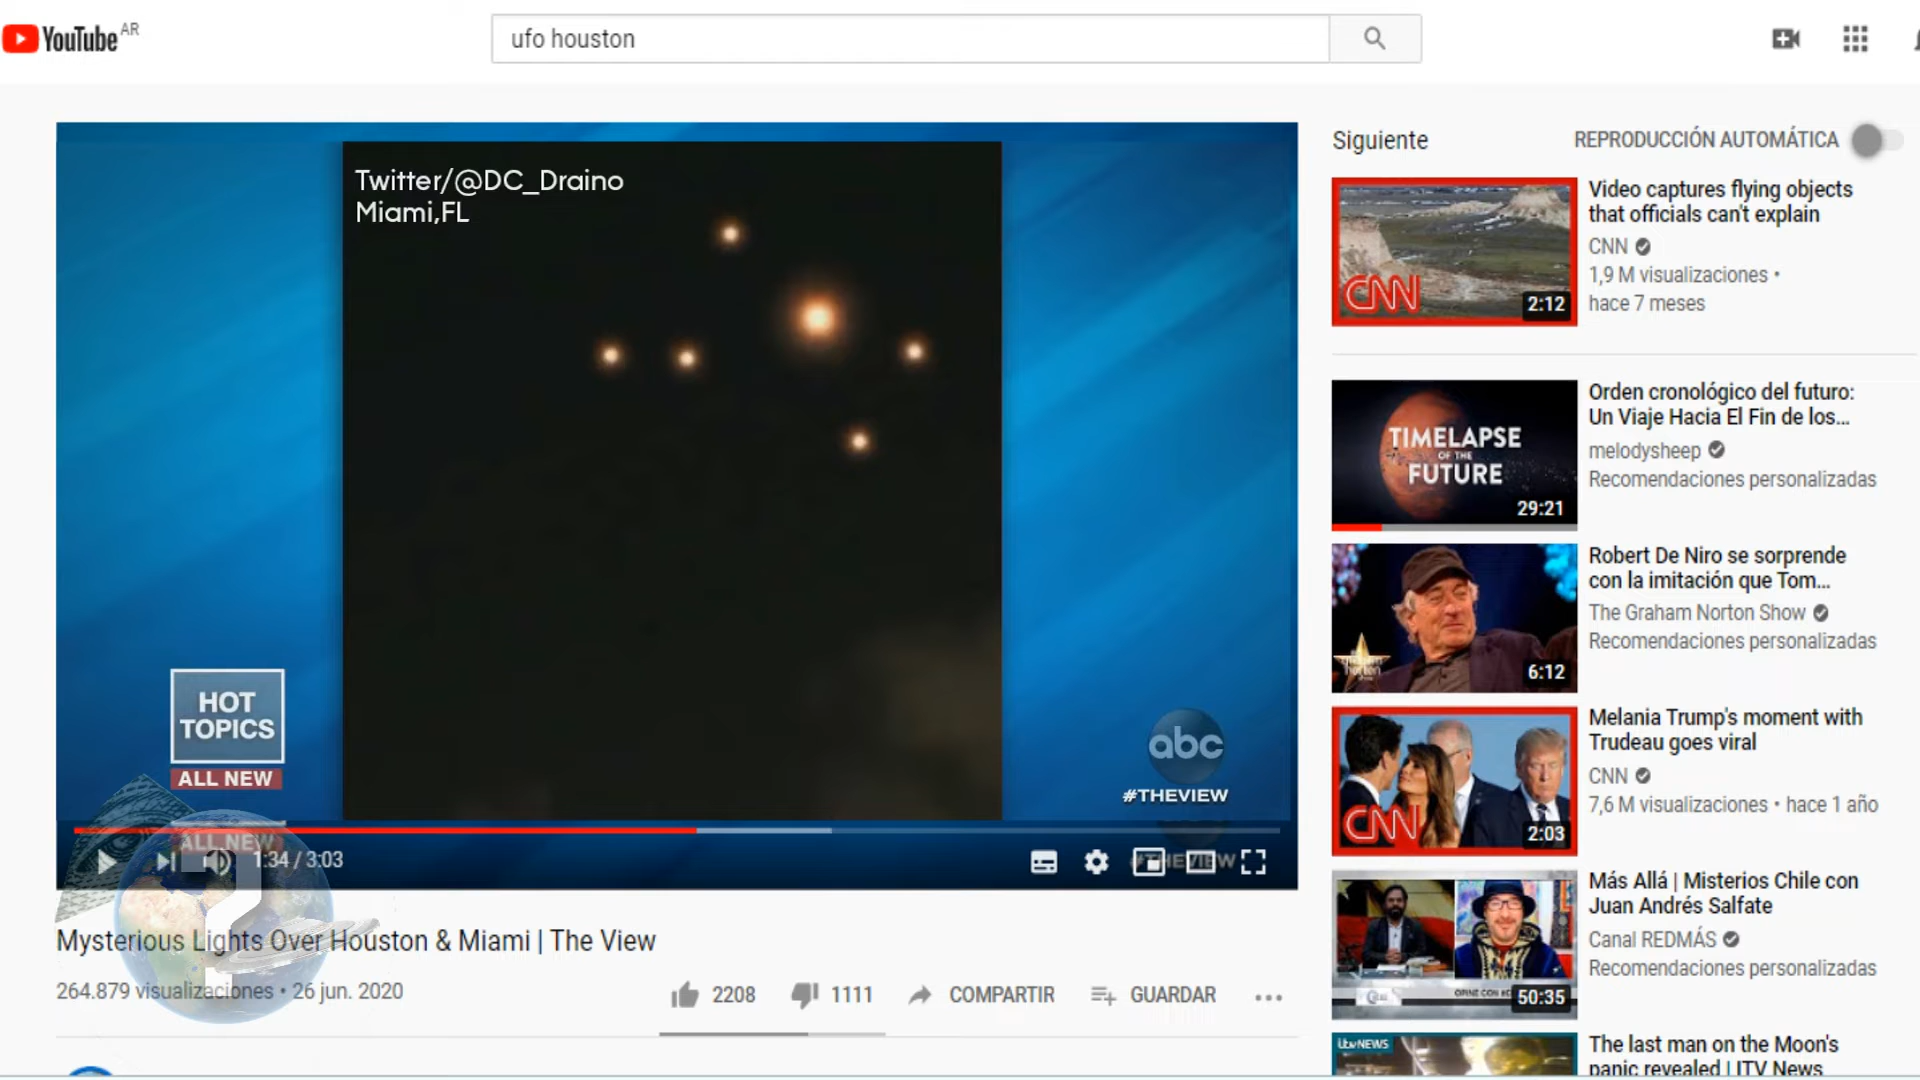 YouTube AR
ufo houston
Twitter/@DC_Draino
Miami,FL
HOT
TOPICS
ALL NEW
abc
#THEVIEW
ALL NEW
1:34 / 3:03
#THEVIEW
Mysterious Lights Over Houston & Miami | The View
264.879 visualizaciones • 26 jun. 2020
2208
1111
COMPARTIR
GUARDAR
Siguiente
REPRODUCCIÓN AUTOMÁTICA
CNN
2:12
Video captures flying objects
that officials can't explain
CNN
1,9 M visualizaciones •
hace 7 meses
TIMELAPSE
OF THE
FUTURE
29:21
Orden cronológico del futuro:
Un Viaje Hacia El Fin de los...
melodysheep
Recomendaciones personalizadas
6:12
Robert De Niro se sorprende
con la imitación que Tom...
The Graham Norton Show
Recomendaciones personalizadas
CNN
2:03
Melania Trump's moment with
Trudeau goes viral
CNN
7,6 M visualizaciones • hace 1 año
50:35
Más Allá | Misterios Chile con
Juan Andrés Salfate
Canal REDMÁS
Recomendaciones personalizadas
itv NEWS
The last man on the Moon's
panic revealed | ITV News